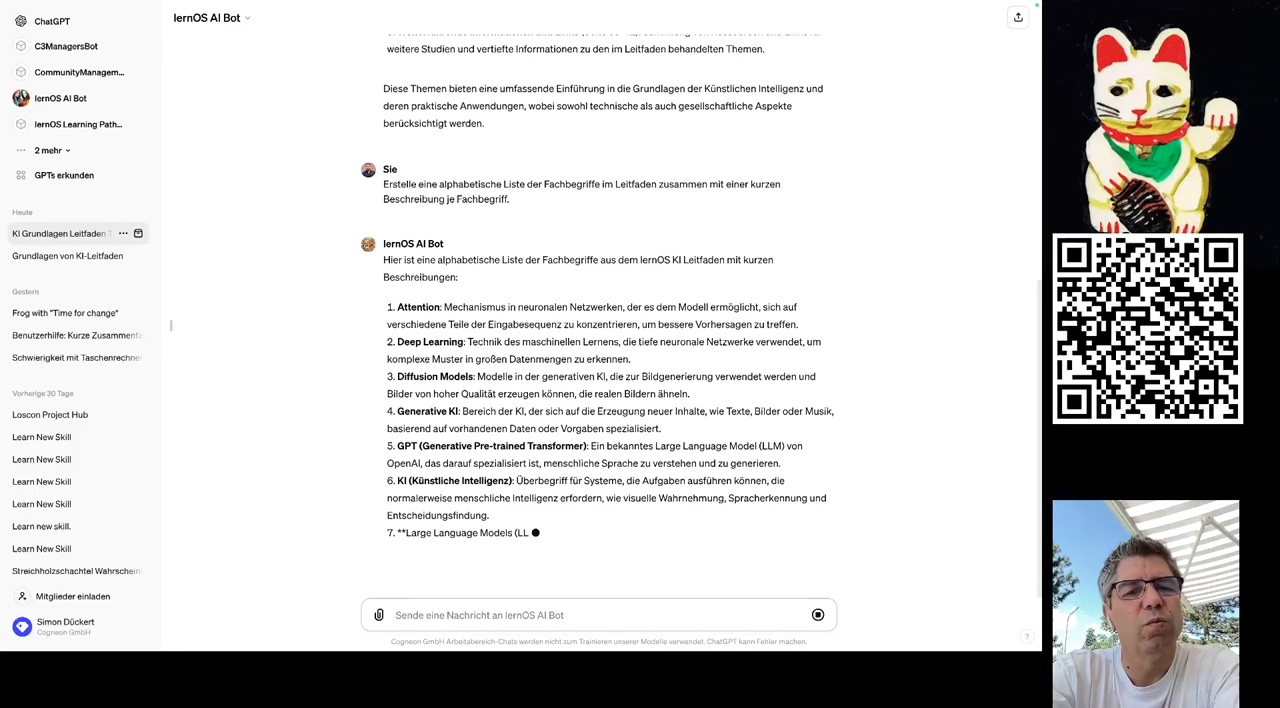 ChatGPT
C3ManagersBot
CommunityManagem...
lernOS AI Bot
lernOS Learning Path...
2 mehr
GPTs erkunden
Heute
KI Grundlagen Leitfaden
Grundlagen von KI-Leitfaden
Gestern
Frog with "Time for change"
Benutzerhilfe: Kurze Zusammenfa
Schwierigkeit mit Taschenrechne
Vorherige 30 Tage
Loscon Project Hub
Learn New Skill
Learn New Skill
Learn New Skill
Learn New Skill
Learn new skill.
Learn New Skill
Streichholzschachtel Wahrschein
Mitglieder einladen
Simon Dückert
Cogneon GmbH
lernOS AI Bot
weitere Studien und vertiefte Informationen zu den im Leitfaden behandelten Themen.
Diese Themen bieten eine umfassende Einführung in die Grundlagen der Künstlichen Intelligenz und
deren praktische Anwendungen, wobei sowohl technische als auch gesellschaftliche Aspekte
berücksichtigt werden.
Sie
Erstelle eine alphabetische Liste der Fachbegriffe im Leitfaden zusammen mit einer kurzen
Beschreibung je Fachbegriff.
lernOS AI Bot
Hier ist eine alphabetische Liste der Fachbegriffe aus dem lernOS KI Leitfaden mit kurzen
Beschreibungen:
1. Attention: Mechanismus in neuronalen Netzwerken, der es dem Modell ermöglicht, sich auf
verschiedene Teile der Eingabesequenz zu konzentrieren, um bessere Vorhersagen zu treffen.
2. Deep Learning: Technik des maschinellen Lernens, die tiefe neuronale Netzwerke verwendet, um
komplexe Muster in großen Datenmengen zu erkennen.
3. Diffusion Models: Modelle in der generativen KI, die zur Bildgenerierung verwendet werden und
Bilder von hoher Qualität erzeugen können, die realen Bildern ähneln.
4. Generative KI: Bereich der KI, der sich auf die Erzeugung neuer Inhalte, wie Texte, Bilder oder Musik,
basierend auf vorhandenen Daten oder Vorgaben spezialisiert.
5. GPT (Generative Pre-trained Transformer): Ein bekanntes Large Language Model (LLM) von
OpenAI, das darauf spezialisiert ist, menschliche Sprache zu verstehen und zu generieren.
6. KI (Künstliche Intelligenz): Überbegriff für Systeme, die Aufgaben ausführen können, die
normalerweise menschliche Intelligenz erfordern, wie visuelle Wahrnehmung, Spracherkennung und
Entscheidungsfindung.
7. **Large Language Models (LL
Sende eine Nachricht an lernOS AI Bot
Cogneon GmbH Arbeitsbereich-Chats werden nicht zum Trainieren unserer Modelle verwendet. ChatGPT kann Fehler machen.
?